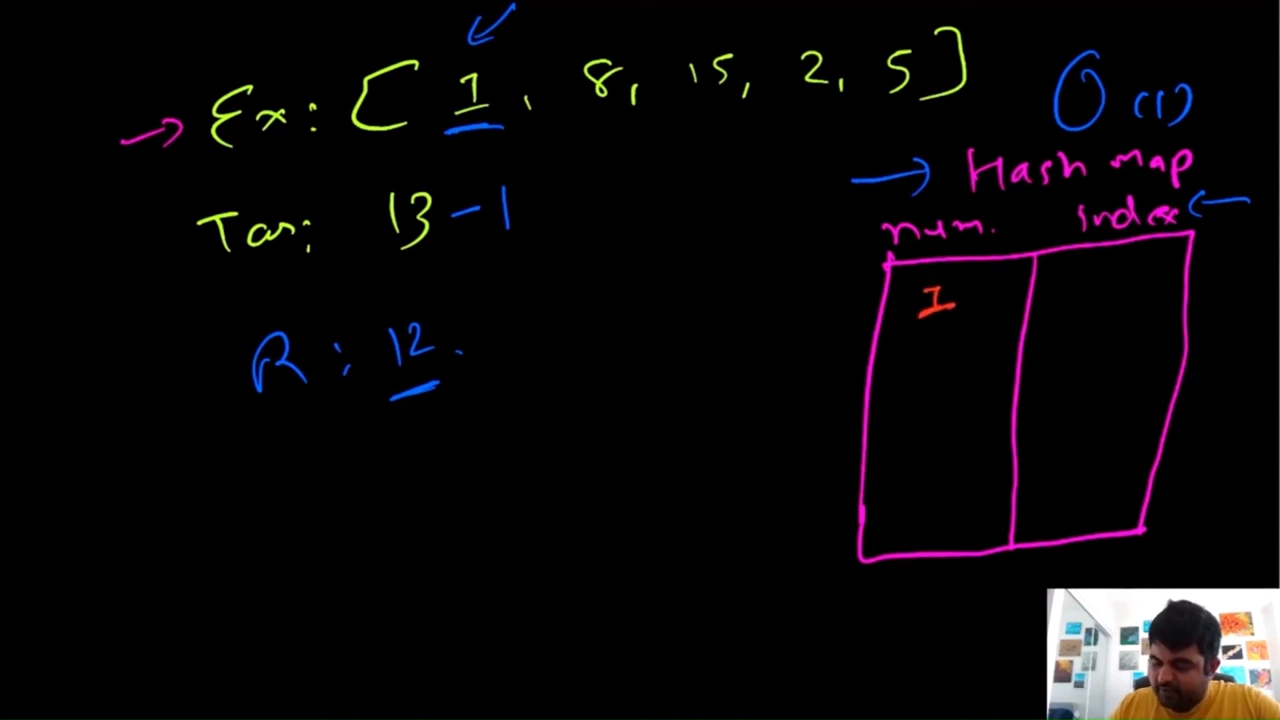 Ex: [ 1, 8, 15, 2, 5 ]
O(1)
Hash map
Tar: 13 - 1
num. index
1
R: 12.